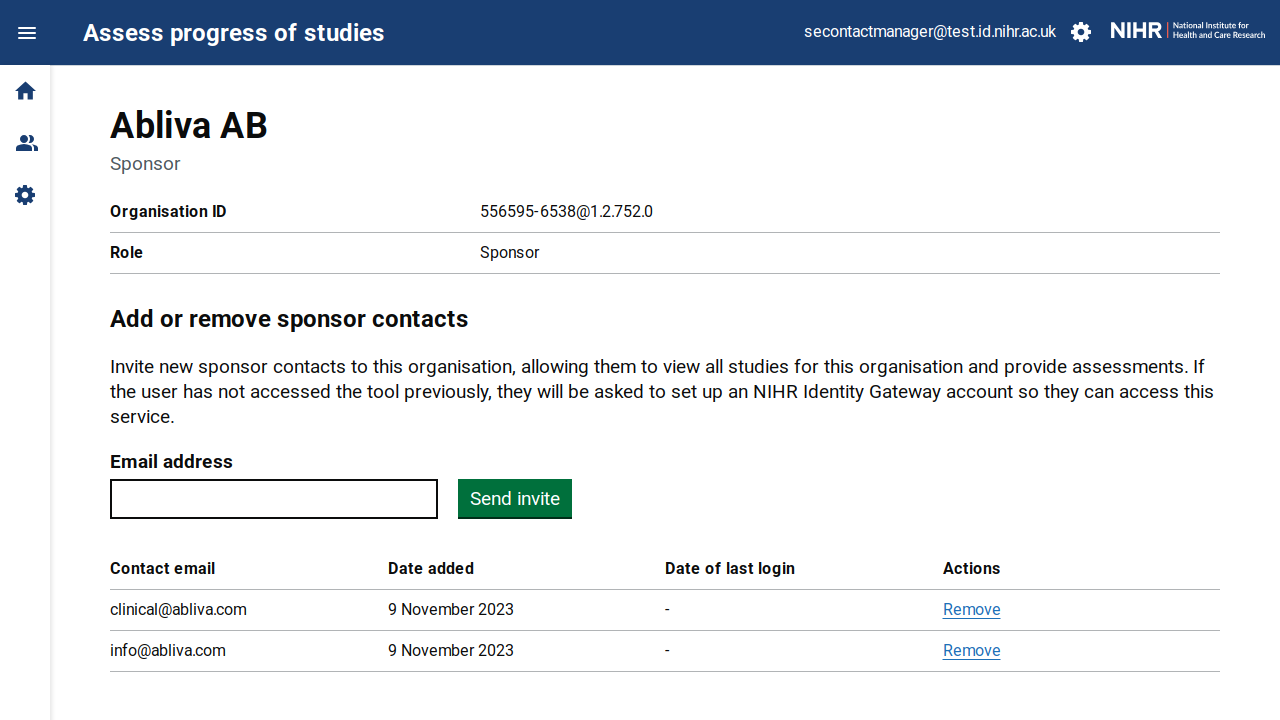 Assess progress of studies
secontactmanager@test.id.nihr.ac.uk
NIHR
National Institute for
Health and Care Research
Abliva AB
Sponsor
Organisation ID 556595-6538@1.2.752.0
Role Sponsor
Add or remove sponsor contacts
Invite new sponsor contacts to this organisation, allowing them to view all studies for this organisation and provide assessments. If
the user has not accessed the tool previously, they will be asked to set up an NIHR Identity Gateway account so they can access this
service.
Email address
Send invite
Contact email Date added Date of last login Actions
clinical@abliva.com 9 November 2023 - Remove
info@abliva.com 9 November 2023 - Remove